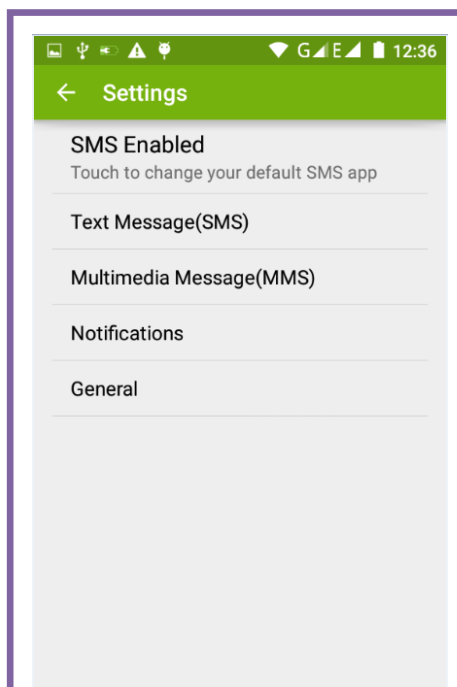 G E 12:36
Settings
SMS Enabled
Touch to change your default SMS app
Text Message(SMS)
Multimedia Message(MMS)
Notifications
General